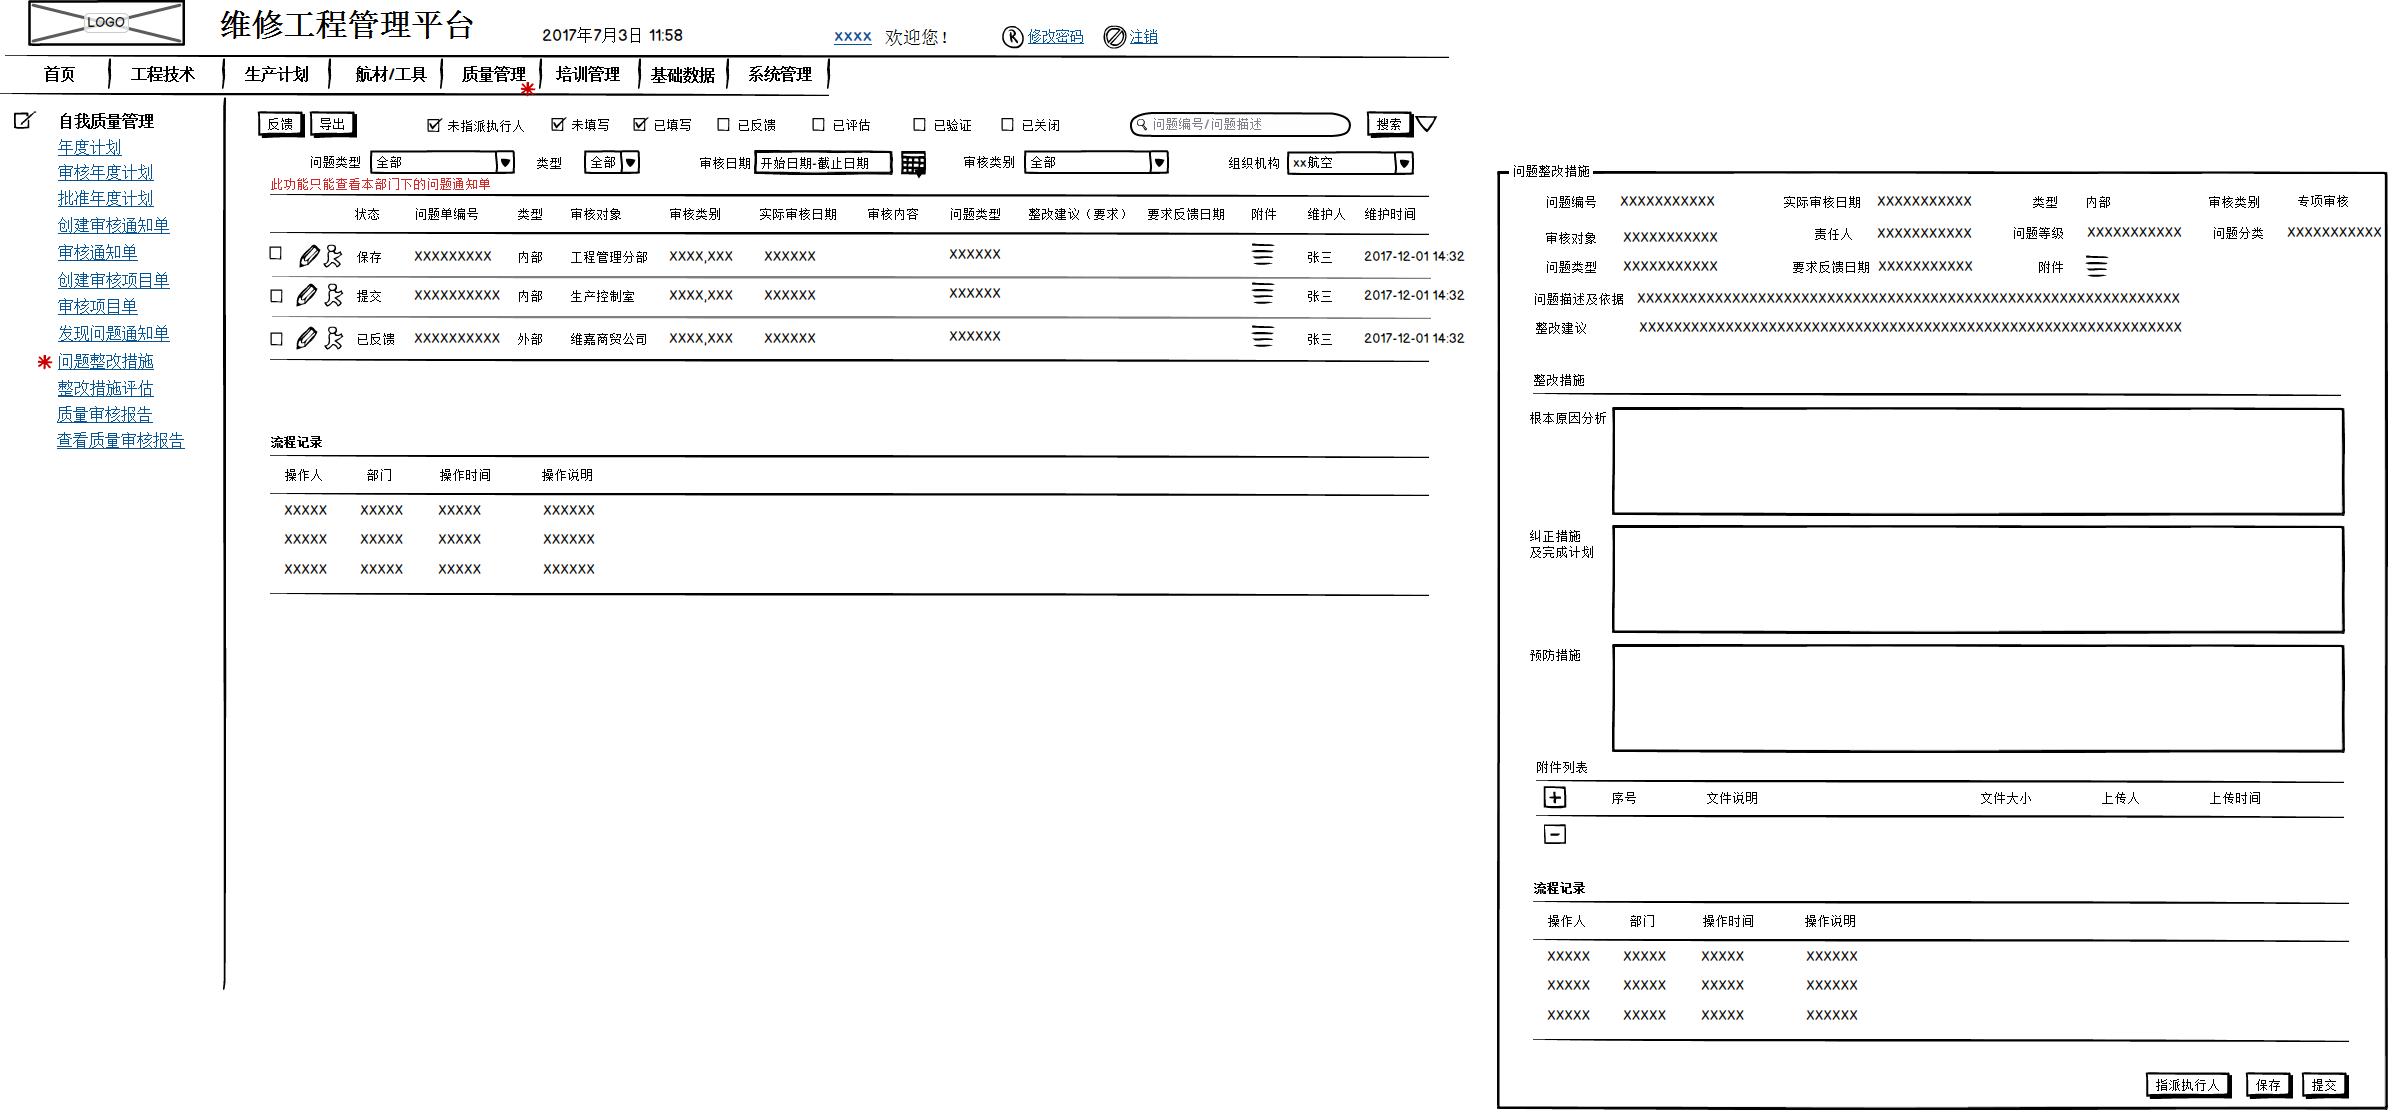 LOGO 维修工程管理平台 2017年7月3日 11:58 xxxx 欢迎您！ R 修改密码 注销
首页 工程技术 生产计划 航材/工具 质量管理 培训管理 基础数据 系统管理
自我质量管理
年度计划
审核年度计划
批准年度计划
创建审核通知单
审核通知单
创建审核项目单
审核项目单
发现问题通知单
问题整改措施
整改措施评估
质量审核报告
查看质量审核报告
反馈 导出 未指派执行人 未填写 已填写 已反馈 已评估 已验证 已关闭 问题编号/问题描述 搜索
问题类型 全部 类型 全部 审核日期 开始日期-截止日期 审核类别 全部 组织机构 xx航空
此功能只能查看本部门下的问题通知单
状态 问题单编号 类型 审核对象 审核类别 实际审核日期 审核内容 问题类型 整改建议（要求） 要求反馈日期 附件 维护人 维护时间
保存 XXXXXXXXX 内部 工程管理分部 XXXX,XXX XXXXXX XXXXXX 张三 2017-12-01 14:32
提交 XXXXXXXXXX 内部 生产控制室 XXXX,XXX XXXXXX XXXXXX 张三 2017-12-01 14:32
已反馈 XXXXXXXXXX 外部 维嘉商贸公司 XXXX,XXX XXXXXX XXXXXX 张三 2017-12-01 14:32
流程记录
操作人 部门 操作时间 操作说明
XXXXX XXXXX XXXXX XXXXXX
XXXXX XXXXX XXXXX XXXXXX
XXXXX XXXXX XXXXX XXXXXX
问题整改措施
问题编号 XXXXXXXXXXX 实际审核日期 XXXXXXXXXXX 类型 内部 审核类别 专项审核
审核对象 XXXXXXXXXXX 责任人 XXXXXXXXXXX 问题等级 XXXXXXXXXXX 问题分类 XXXXXXXXXXX
问题类型 XXXXXXXXXXX 要求反馈日期 XXXXXXXXXXX 附件
问题描述及依据 XXXXXXXXXXXXXXXXXXXXXXXXXXXXXXXXXXXXXXXXXXXXXXXXXXXXXXXXXXXXXXX
整改建议 XXXXXXXXXXXXXXXXXXXXXXXXXXXXXXXXXXXXXXXXXXXXXXXXXXXXXXXXXXXXXXX
整改措施
根本原因分析
纠正措施
及完成计划
预防措施
附件列表
序号 文件说明 文件大小 上传人 上传时间
流程记录
操作人 部门 操作时间 操作说明
XXXXX XXXXX XXXXX XXXXXX
XXXXX XXXXX XXXXX XXXXXX
XXXXX XXXXX XXXXX XXXXXX
指派执行人 保存 提交